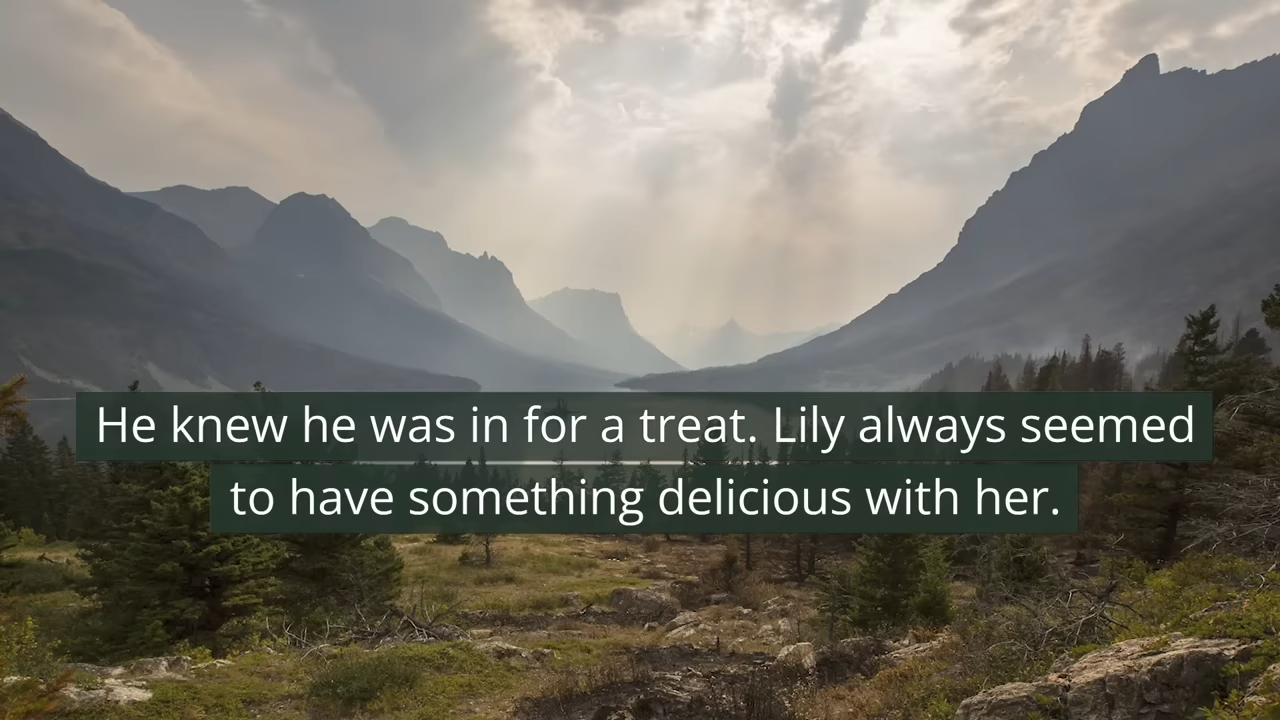 He knew he was in for a treat. Lily always seemed
to have something delicious with her.